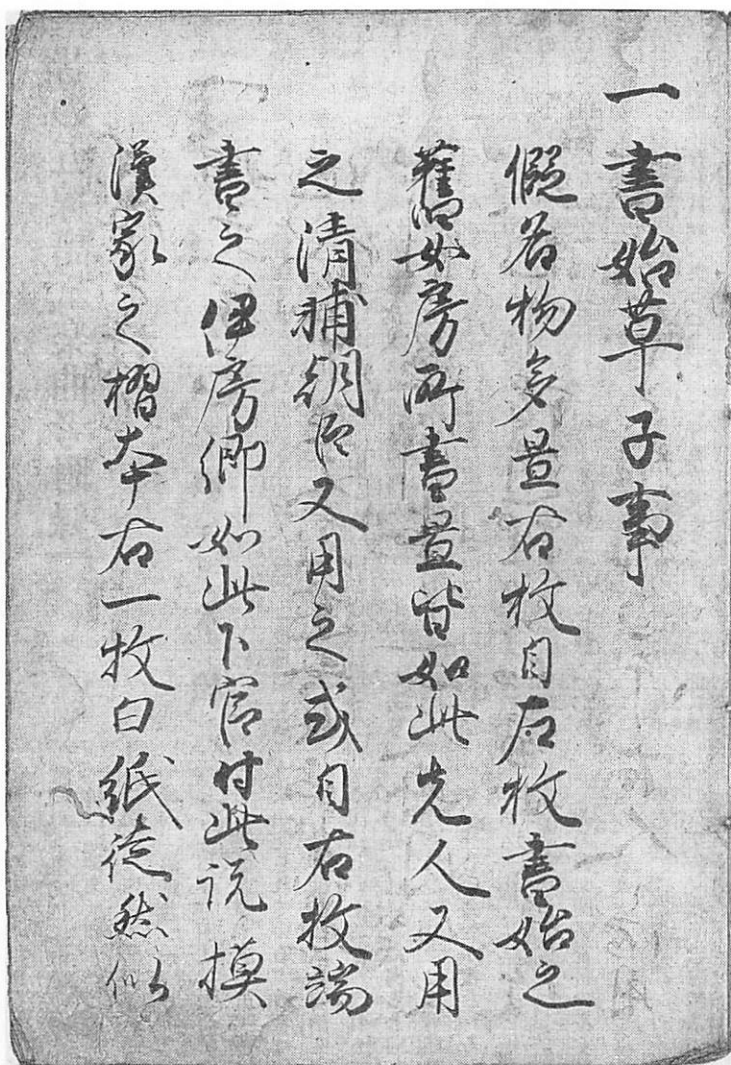 一 書始草子事
假名物多置右枚自左枚書始之
舊女房所書置皆如此先人又用
之清輔朝臣又用之或自右枚端
書之伊房卿如此下官付此説摸
漢家之摺本右一枚白紙徒然似